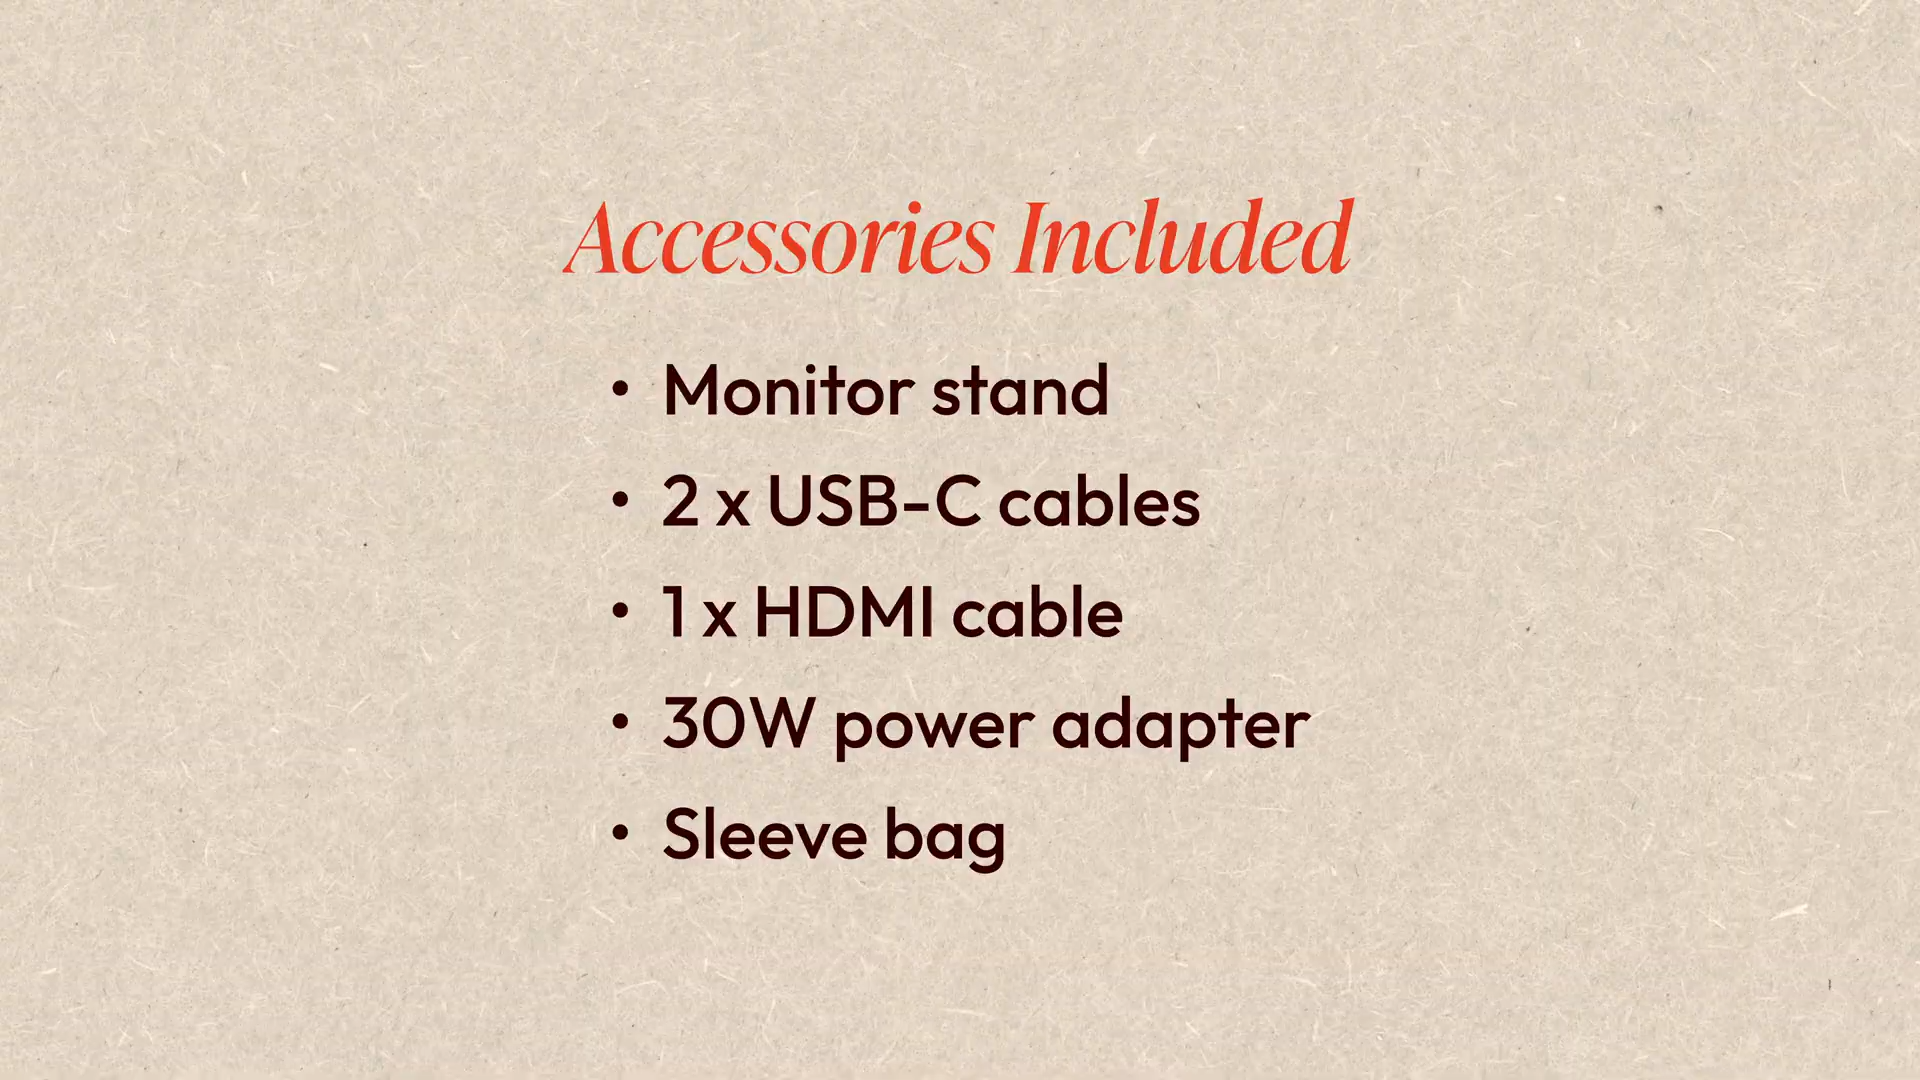 Accessories Included
• Monitor stand
• 2 x USB-C cables
• 1 x HDMI cable
• 30W power adapter
• Sleeve bag